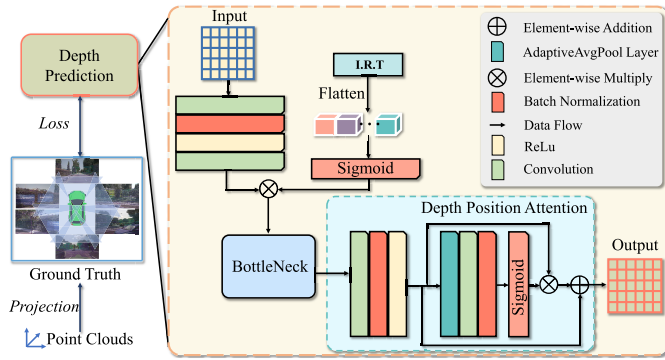 Depth
Prediction
Loss
Ground Truth
Projection
Point Clouds
Input
I.R.T
Flatten
Sigmoid
BottleNeck
Depth Position Attention
Sigmoid
Output
Element-wise Addition
AdaptiveAvgPool Layer
Element-wise Multiply
Batch Normalization
Data Flow
ReLu
Convolution